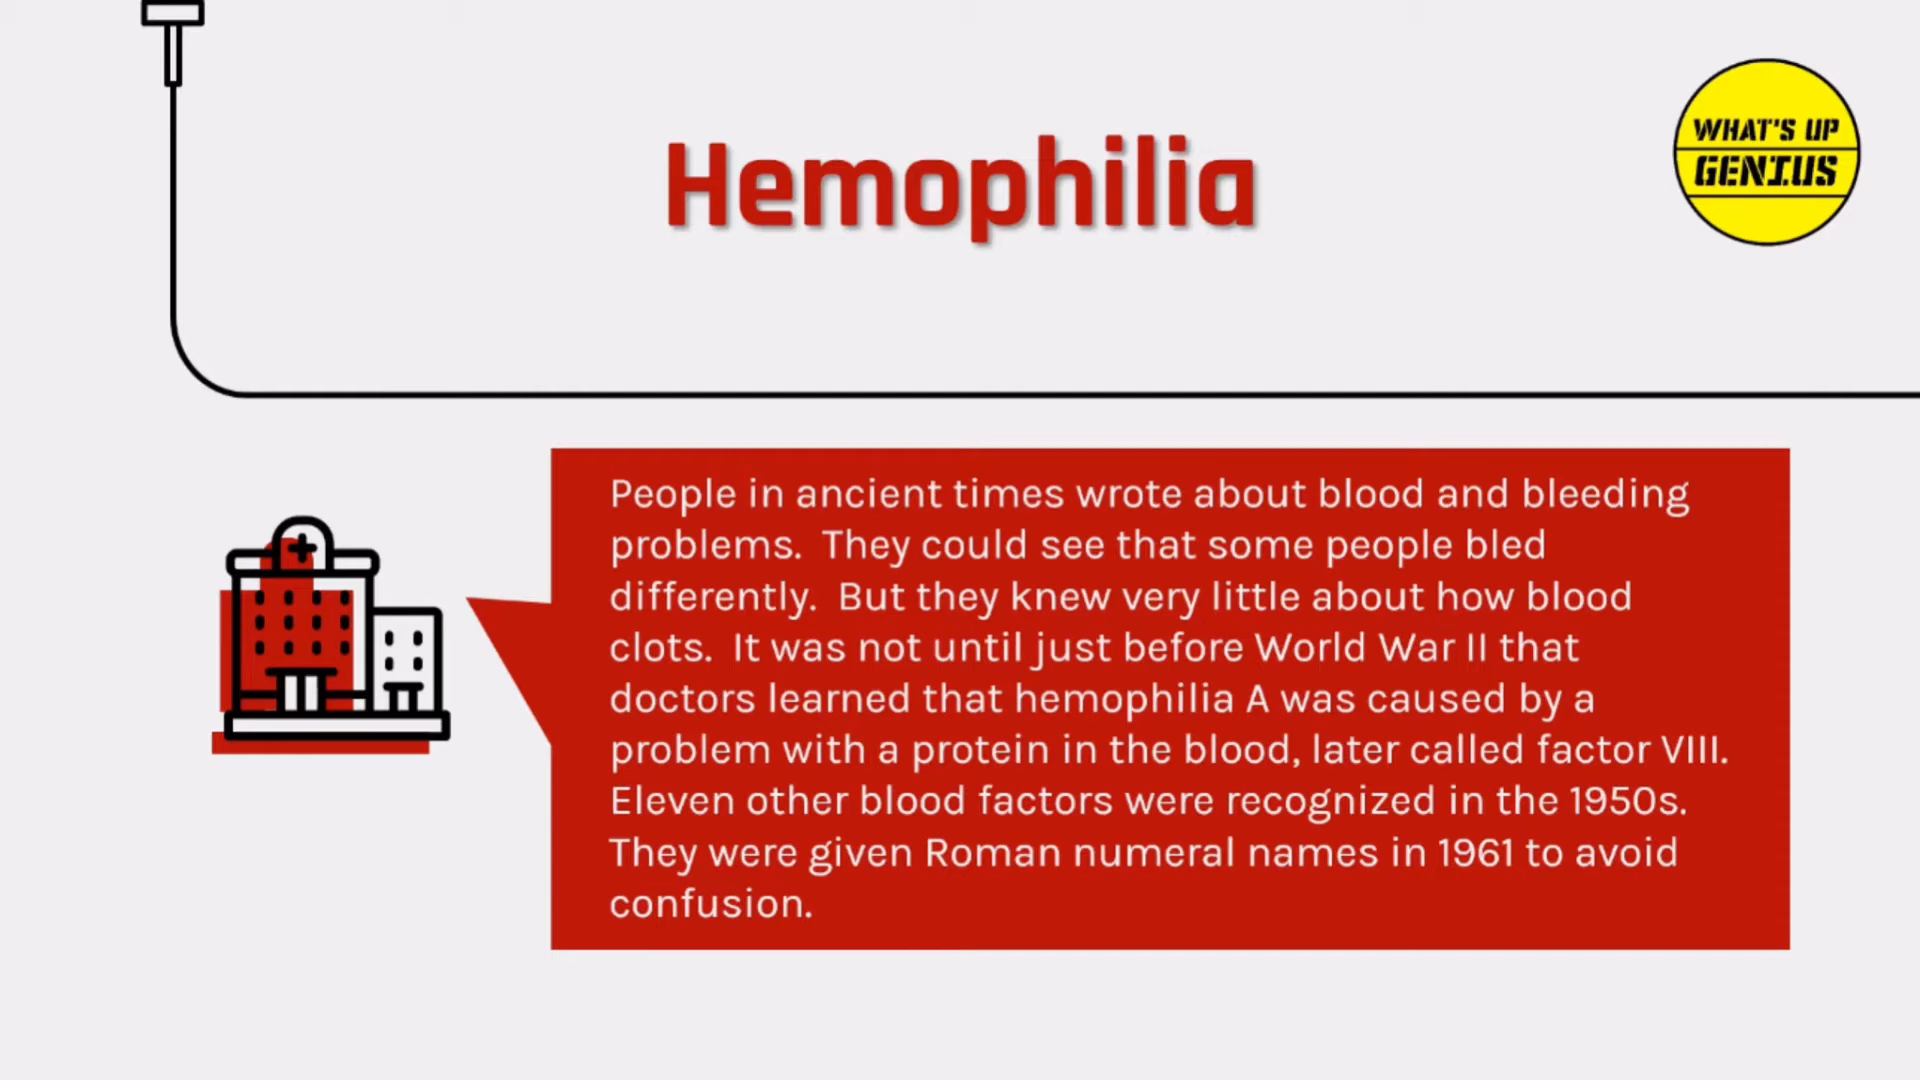 Hemophilia
WHAT'S UP
GENIUS
People in ancient times wrote about blood and bleeding
problems.  They could see that some people bled
differently.  But they knew very little about how blood
clots.  It was not until just before World War II that
doctors learned that hemophilia A was caused by a
problem with a protein in the blood, later called factor VIII.
Eleven other blood factors were recognized in the 1950s.
They were given Roman numeral names in 1961 to avoid
confusion.